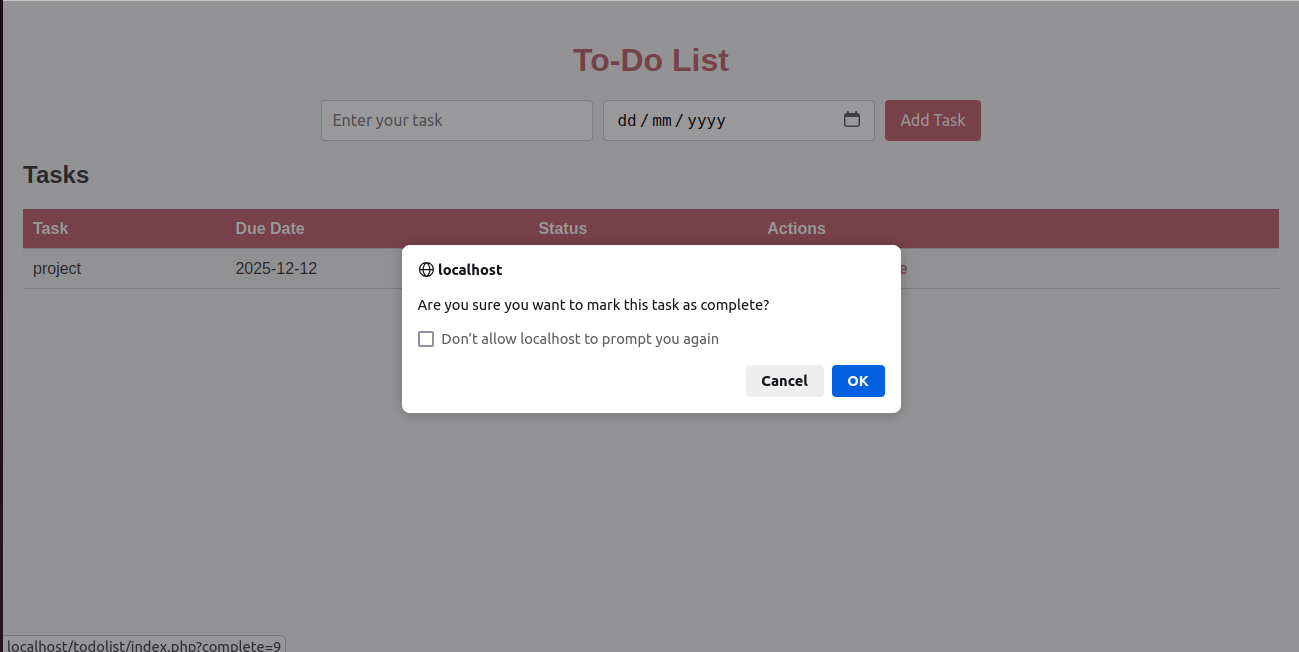 To-Do List
Enter your task dd / mm / yyyy Add Task
Tasks
Task Due Date Status Actions
project 2025-12-12 e
localhost
Are you sure you want to mark this task as complete?
Don’t allow localhost to prompt you again
Cancel OK
localhost/todolist/index.php?complete=9